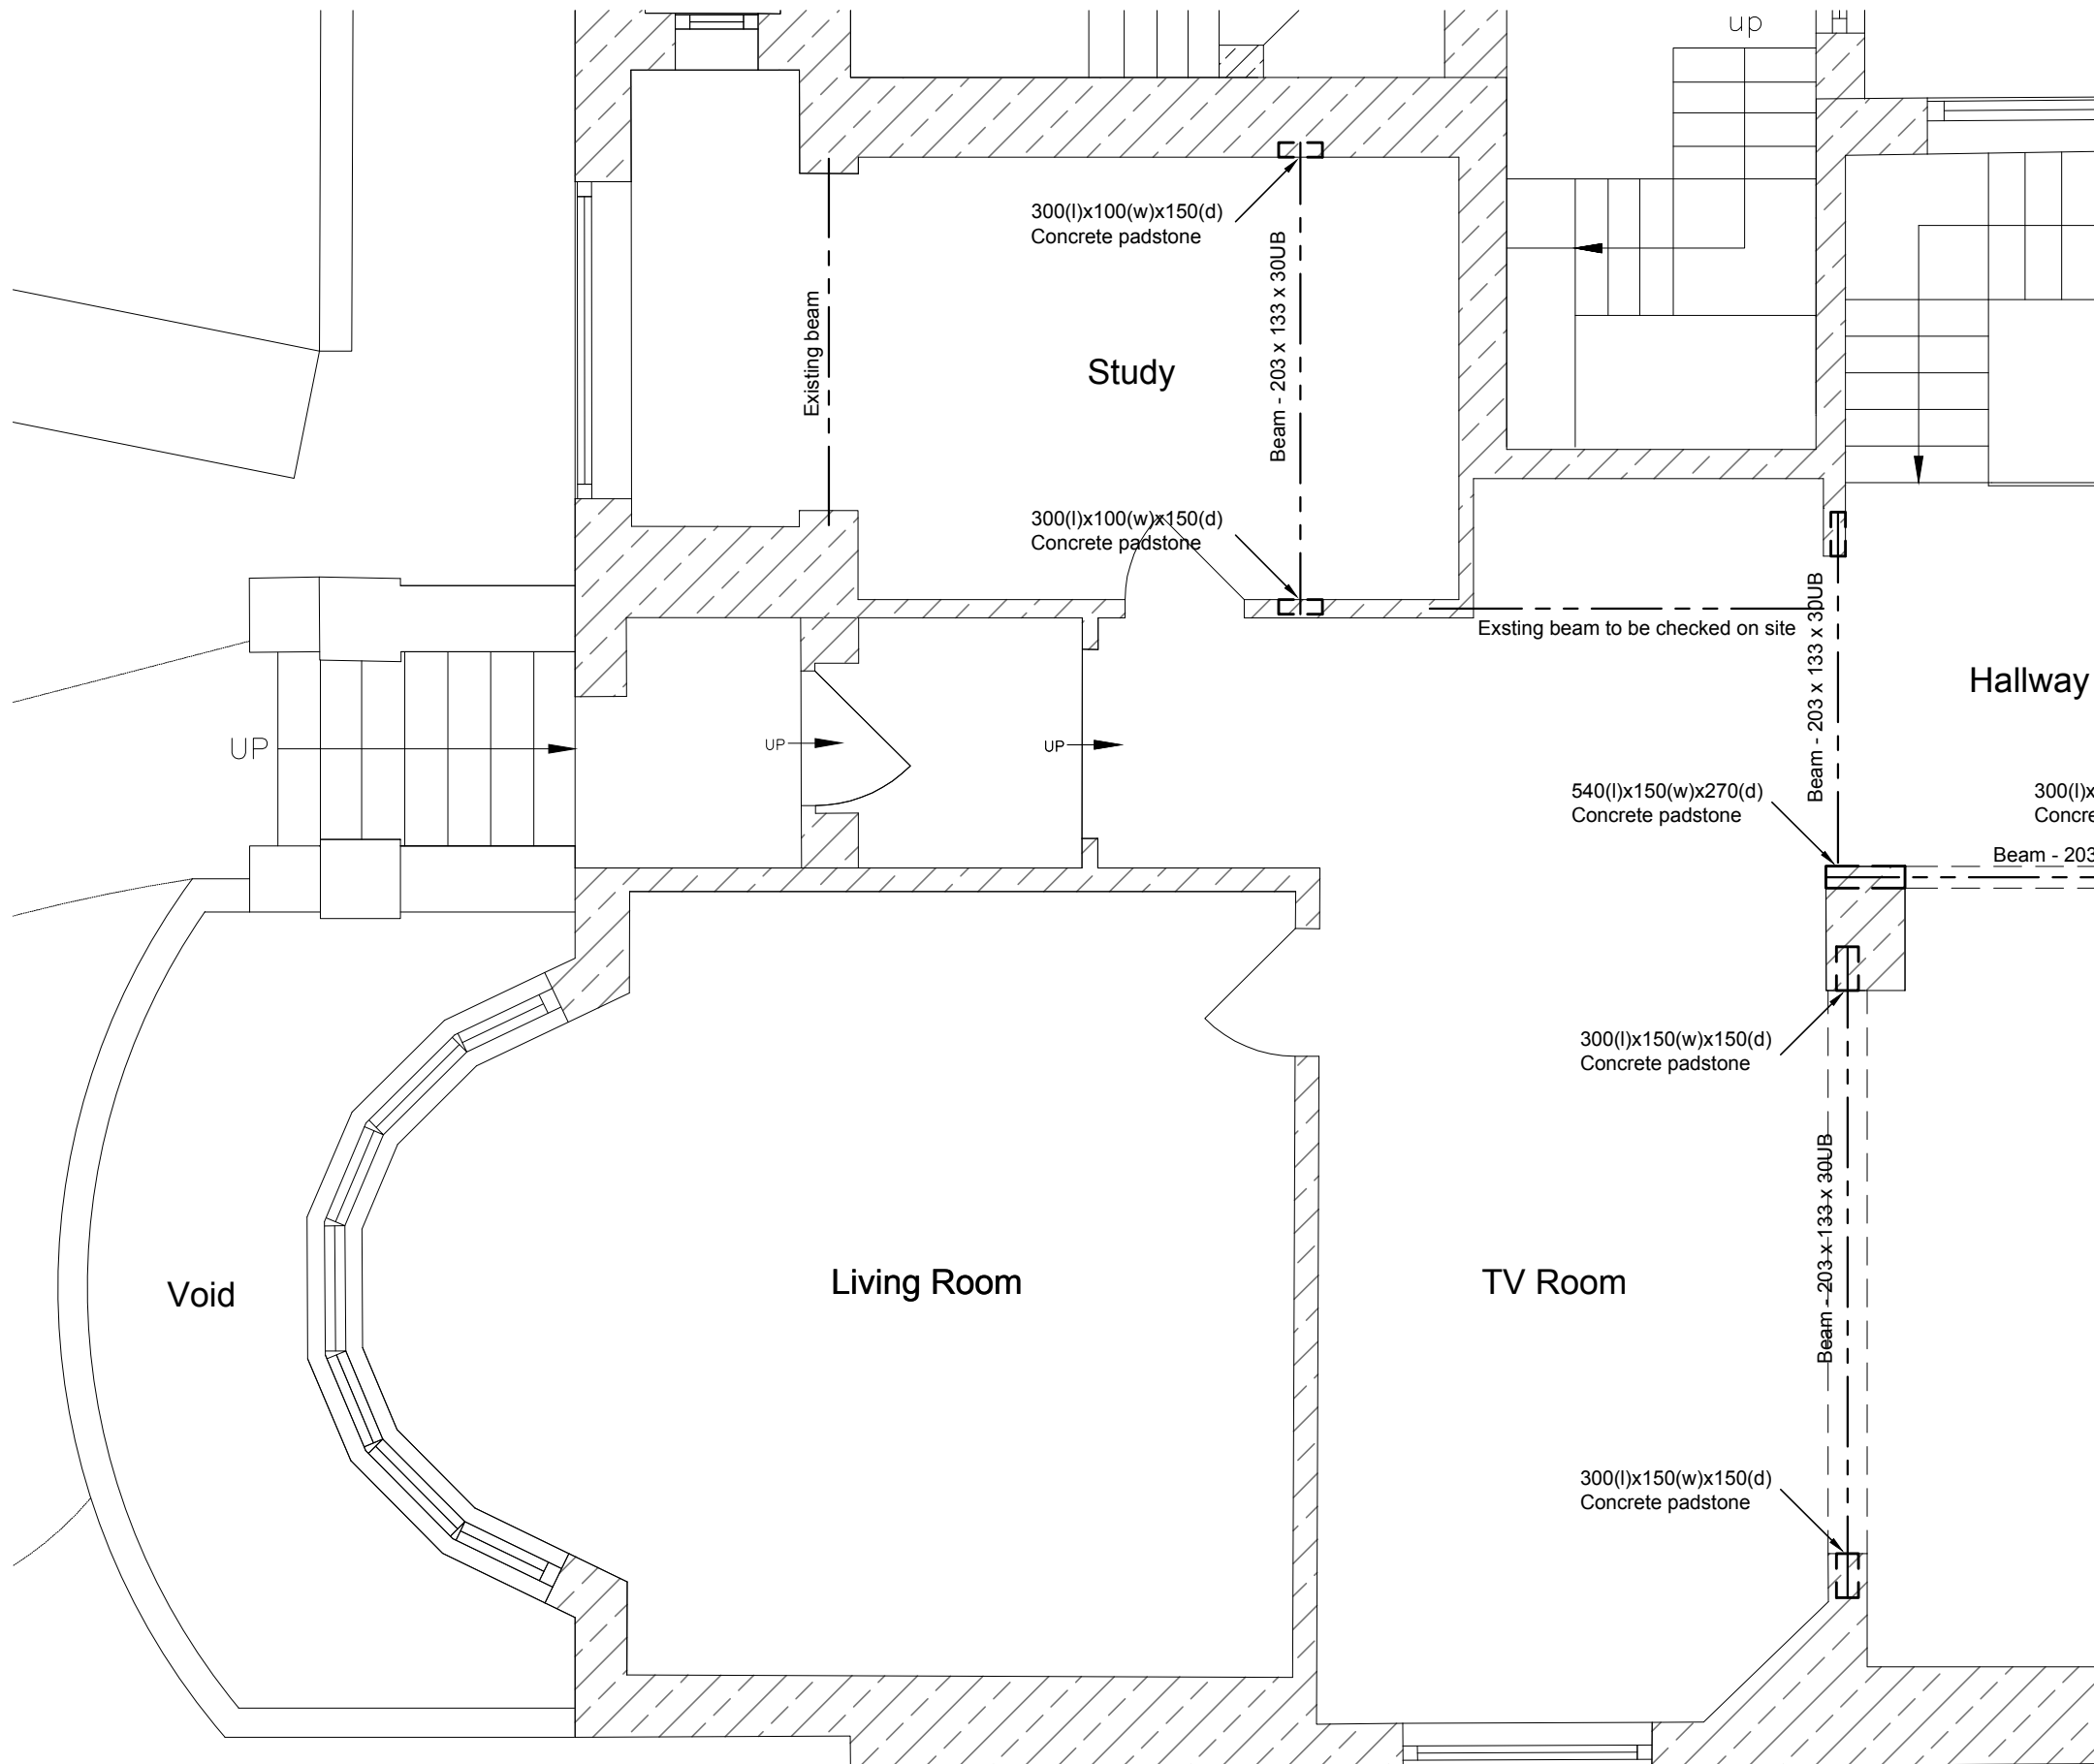 up
300(l)x100(w)x150(d)
Concrete padstone
Existing beam
Study
Beam - 203 x 133 x 30UB
300(l)x100(w)x150(d)
Concrete padstone
Exsting beam to be checked on site
Beam - 203 x 133 x 30UB
Hallway
UP
UP
UP
540(l)x150(w)x270(d)
Concrete padstone
300(l)x
Concre
Beam - 203
300(l)x150(w)x150(d)
Concrete padstone
Beam - 203 x 133 x 30UB
Void
Living Room
TV Room
300(l)x150(w)x150(d)
Concrete padstone